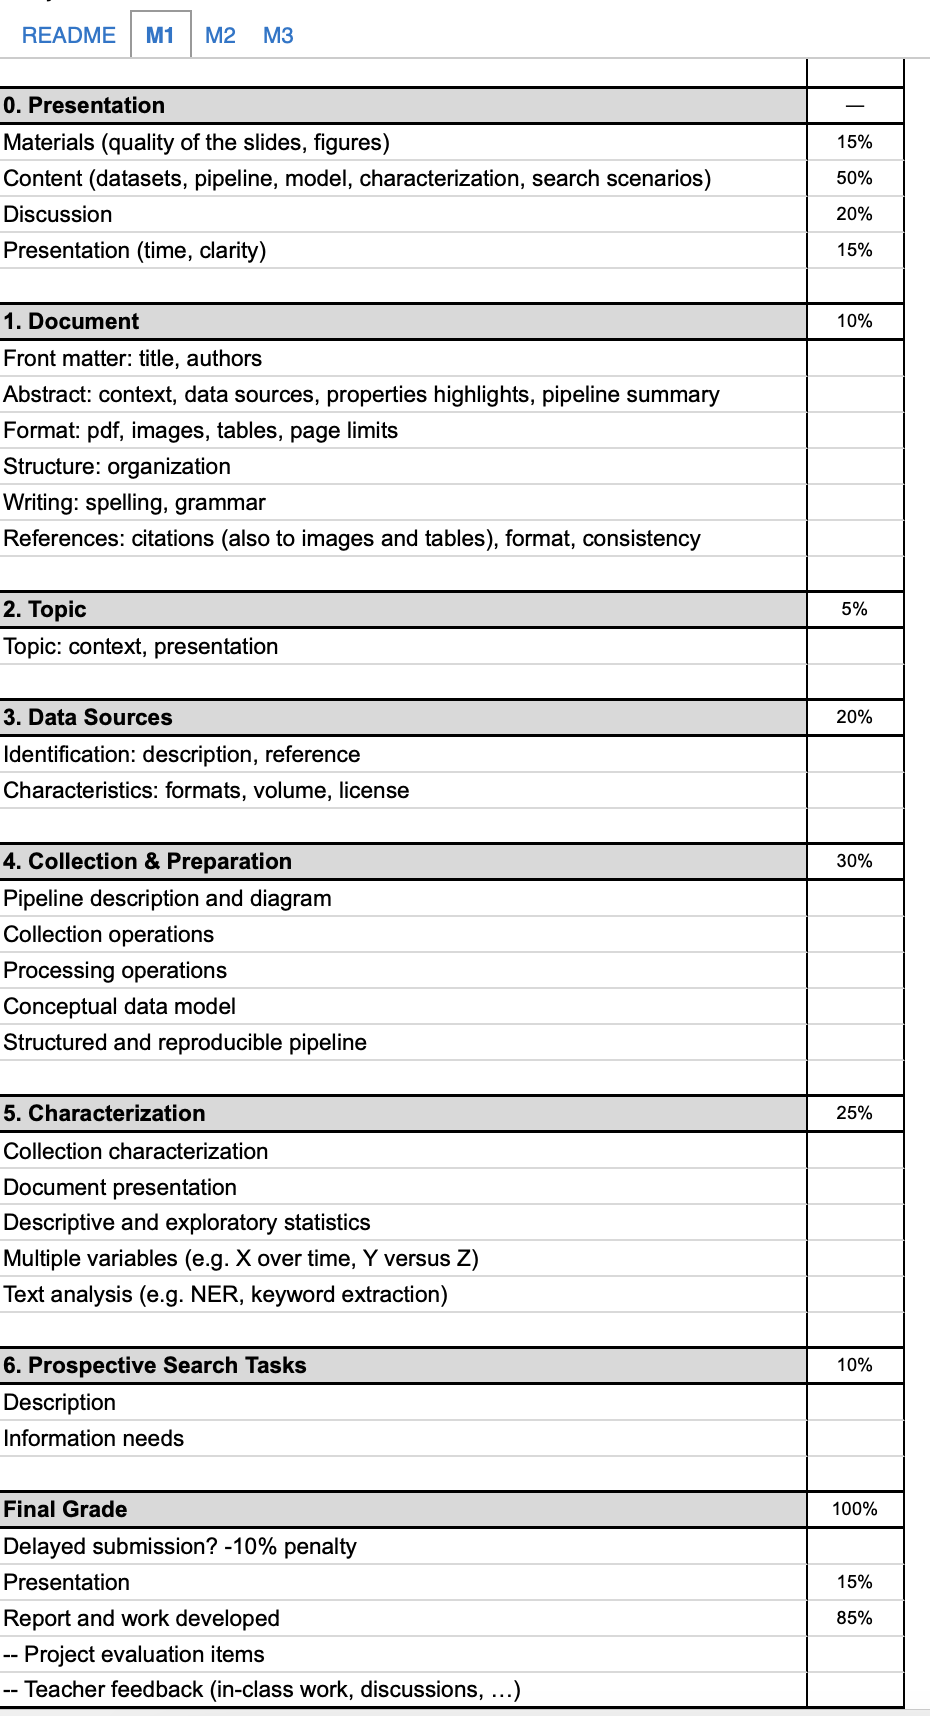 README M1 M2 M3
0. Presentation —
Materials (quality of the slides, figures) 15%
Content (datasets, pipeline, model, characterization, search scenarios) 50%
Discussion 20%
Presentation (time, clarity) 15%
1. Document 10%
Front matter: title, authors
Abstract: context, data sources, properties highlights, pipeline summary
Format: pdf, images, tables, page limits
Structure: organization
Writing: spelling, grammar
References: citations (also to images and tables), format, consistency
2. Topic 5%
Topic: context, presentation
3. Data Sources 20%
Identification: description, reference
Characteristics: formats, volume, license
4. Collection & Preparation 30%
Pipeline description and diagram
Collection operations
Processing operations
Conceptual data model
Structured and reproducible pipeline
5. Characterization 25%
Collection characterization
Document presentation
Descriptive and exploratory statistics
Multiple variables (e.g. X over time, Y versus Z)
Text analysis (e.g. NER, keyword extraction)
6. Prospective Search Tasks 10%
Description
Information needs
Final Grade 100%
Delayed submission? -10% penalty
Presentation 15%
Report and work developed 85%
-- Project evaluation items
-- Teacher feedback (in-class work, discussions, ...)